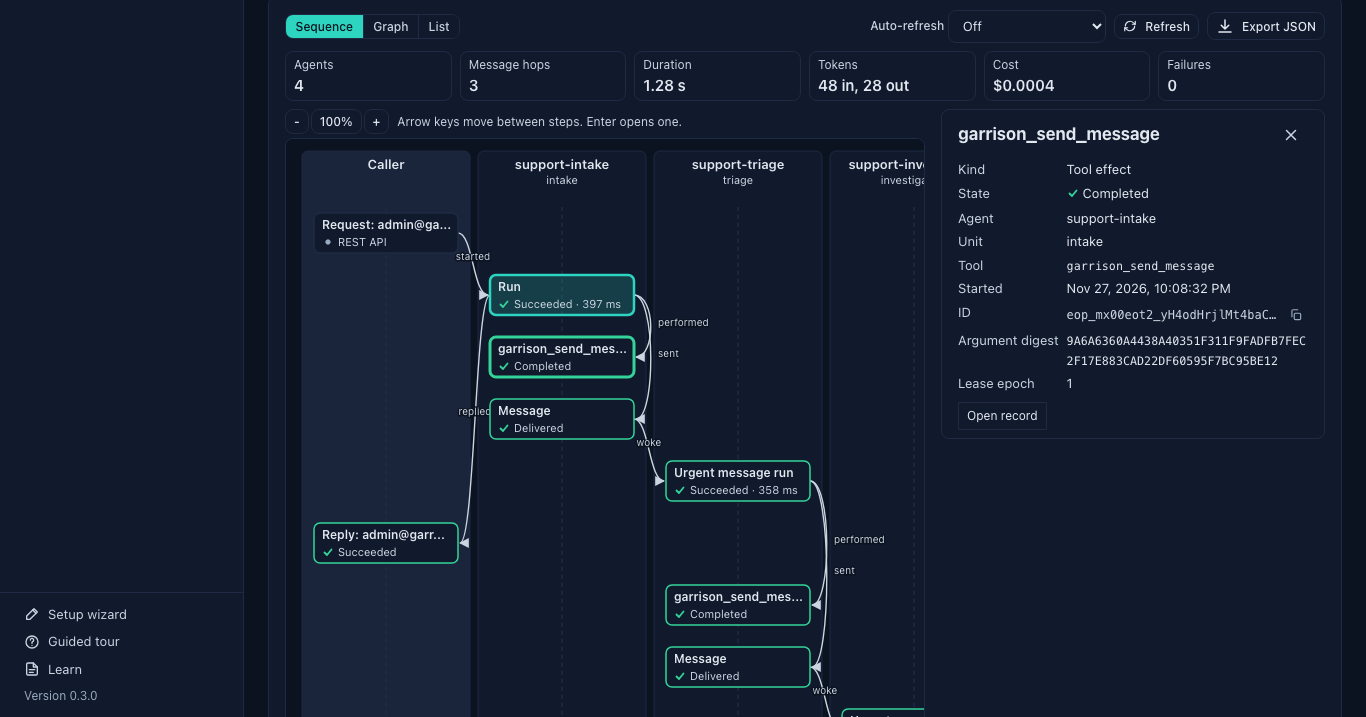 Sequence
Graph
List
Auto-refresh
Off
Refresh
Export JSON
Agents
4
Message hops
3
Duration
1.28 s
Tokens
48 in, 28 out
Cost
$0.0004
Failures
0
-
100%
+
Arrow keys move between steps. Enter opens one.
Caller
support-intake
intake
support-triage
triage
support-inv
investiga
Request: admin@ga...
REST API
started
Run
Succeeded · 397 ms
performed
garrison_send_mes...
Completed
sent
replied
Message
Delivered
woke
Urgent message run
Succeeded · 358 ms
Reply: admin@garr...
Succeeded
performed
sent
garrison_send_mes...
Completed
Message
Delivered
woke
garrison_send_message
Kind
Tool effect
State
Completed
Agent
support-intake
Unit
intake
Tool
garrison_send_message
Started
Nov 27, 2026, 10:08:32 PM
ID
eop_mx00eot2_yH4odHrjlMt4baC…
Argument digest
9A6A6360A4438A40351F311F9FADFB7FEC
2F17E883CAD22DF60595F7BC95BE12
Lease epoch
1
Open record
Setup wizard
Guided tour
Learn
Version 0.3.0